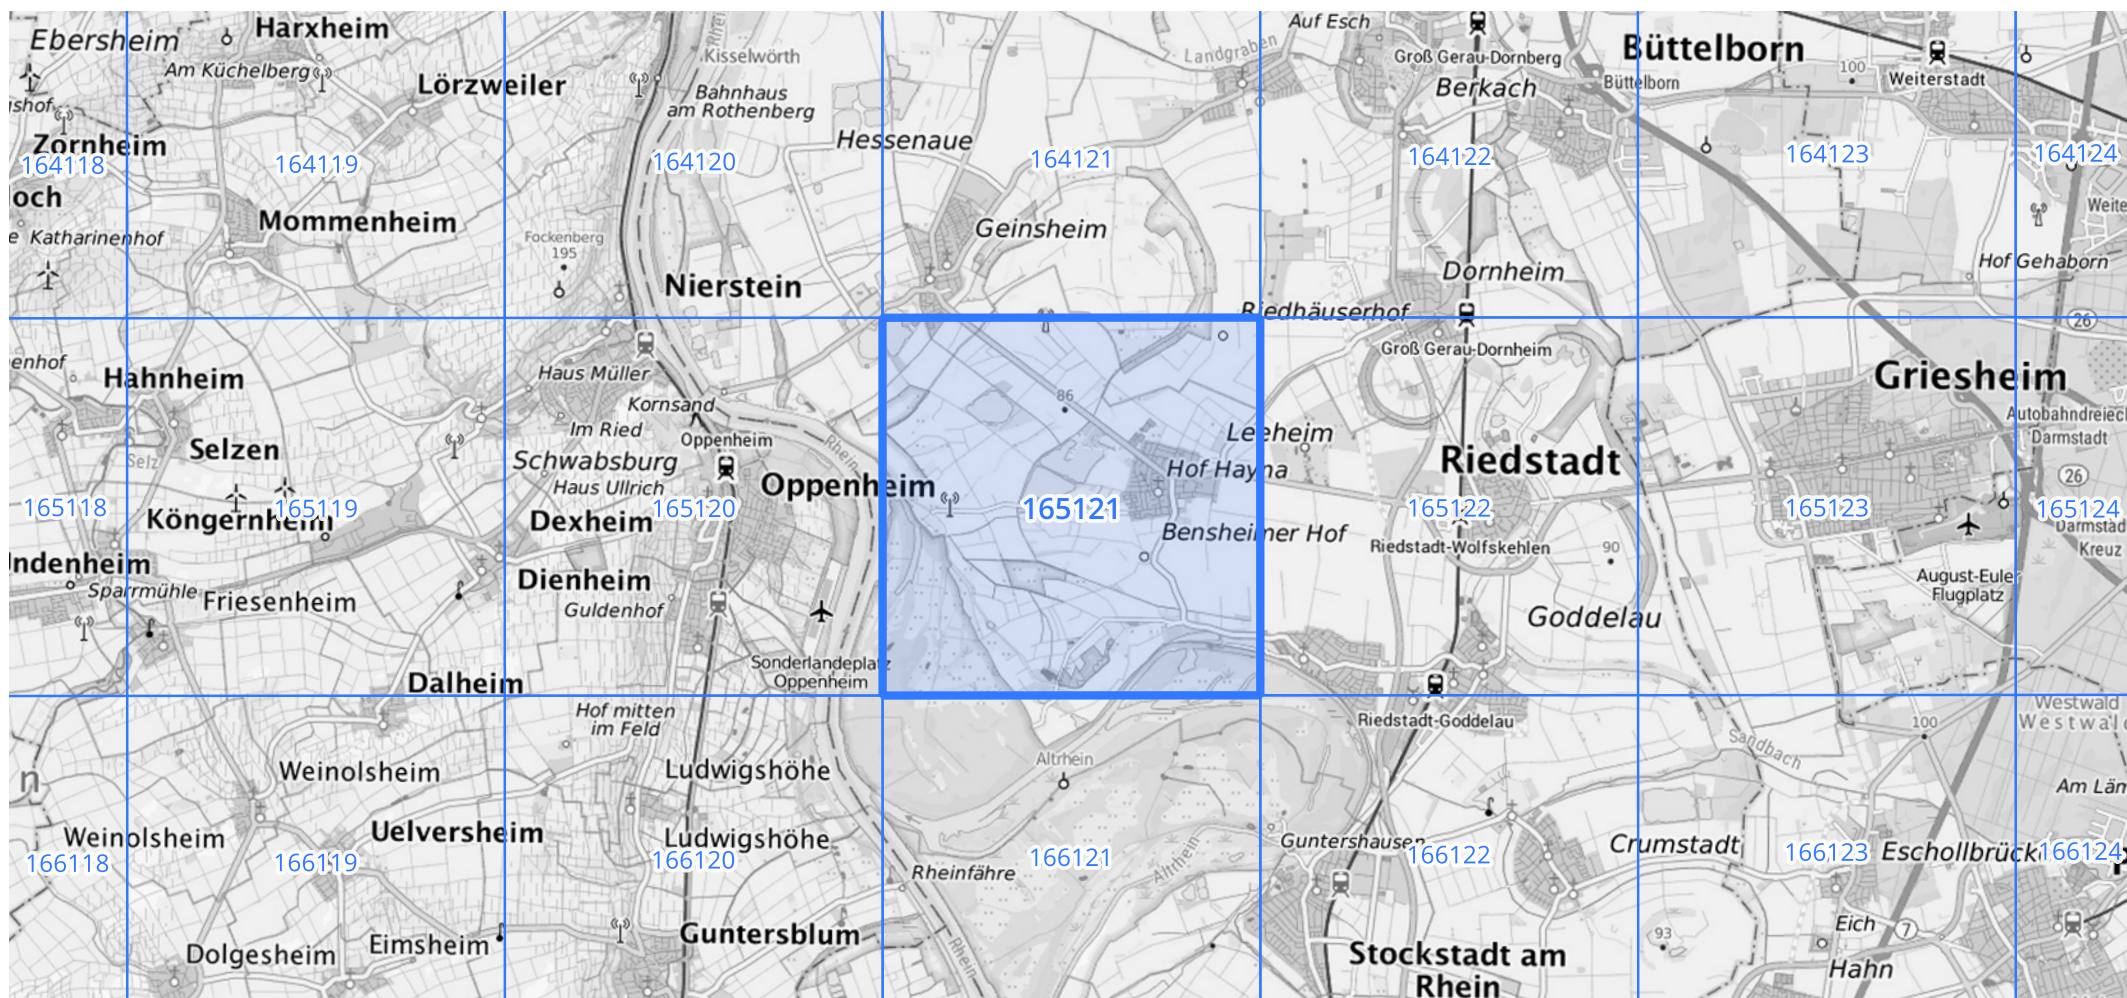 Harxheim
Ebersheim
Am Küchelberg
Lörzweiler
Kisselwörth
Bahnhaus
am Rothenberg
Landgraben
Auf Esch
Groß Gerau-Dornberg
Berkach
Büttelborn
Büttelborn
100
Weiterstadt
Zornheim
164118
164119
164120
Hessenaue
164121
164122
164123
164124
Mommenheim
Katharinenhof
Fockenberg
195
Geinsheim
Nierstein
Dornheim
Hof Gehaborn
Riedhäuserhof
26
Hahnheim
Haus Müller
Kornsand
Im Ried
Oppenheim
Rhein
86
Groß Gerau-Dornheim
Griesheim
Autobahndreieck
Darmstadt
26
Selzen
Selz
Schwabsburg
Haus Ullrich
Oppenheim
Leeheim
Hof Hayna
Riedstadt
165118
165119
165120
165121
165122
165123
165124
Köngernheim
Dexheim
Bensheimer Hof
Riedstadt-Wolfskehlen
90
Darmstad
Kreuz
Sparrmühle
Friesenheim
Dienheim
Guldenhof
Goddelau
August-Euler
Flugplatz
Dalheim
Sonderlandeplatz
Oppenheim
Hof mitten
im Feld
Riedstadt-Goddelau
100
Westwald
Weinolsheim
Ludwigshöhe
Altrhein
Sandbach
Weinolsheim
Uelversheim
Ludwigshöhe
Guntershausen
Crumstadt
Eschollbrück
166118
166119
166120
166121
166122
166123
166124
Rheinfähre
Altrhein
Dolgesheim
Eimsheim
Guntersblum
Rhein
Stockstadt am
Rhein
93
Eich
7
Hahn